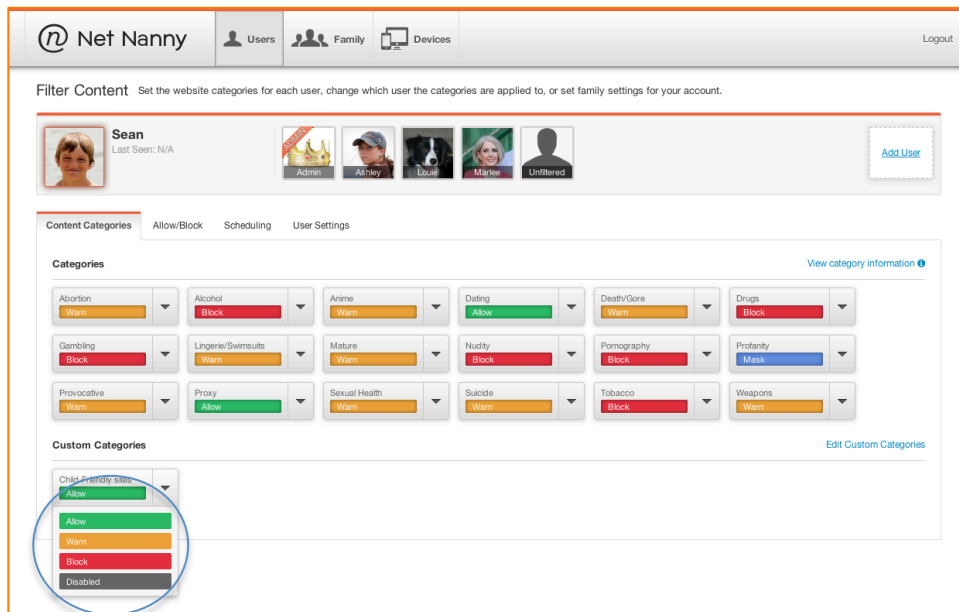 Net Nanny
Users
Family
Devices
Logout
Filter Content Set the website categories for each user, change which user the categories are applied to, or set family settings for your account.
Sean
Last Seen: N/A
ADMIN
Admin
Ashley
Louie
Marlee
Unfiltered
Add User
Content Categories
Allow/Block
Scheduling
User Settings
Categories
View category information
Abortion
Warn
Alcohol
Block
Anime
Warn
Dating
Allow
Death/Gore
Warn
Drugs
Block
Gambling
Block
Lingerie/Swimsuits
Warn
Mature
Warn
Nudity
Block
Pornography
Block
Profanity
Mask
Provocative
Warn
Proxy
Allow
Sexual Health
Warn
Suicide
Warn
Tobacco
Block
Weapons
Warn
Custom Categories
Edit Custom Categories
Child-Friendly sites
Allow
Allow
Warn
Block
Disabled